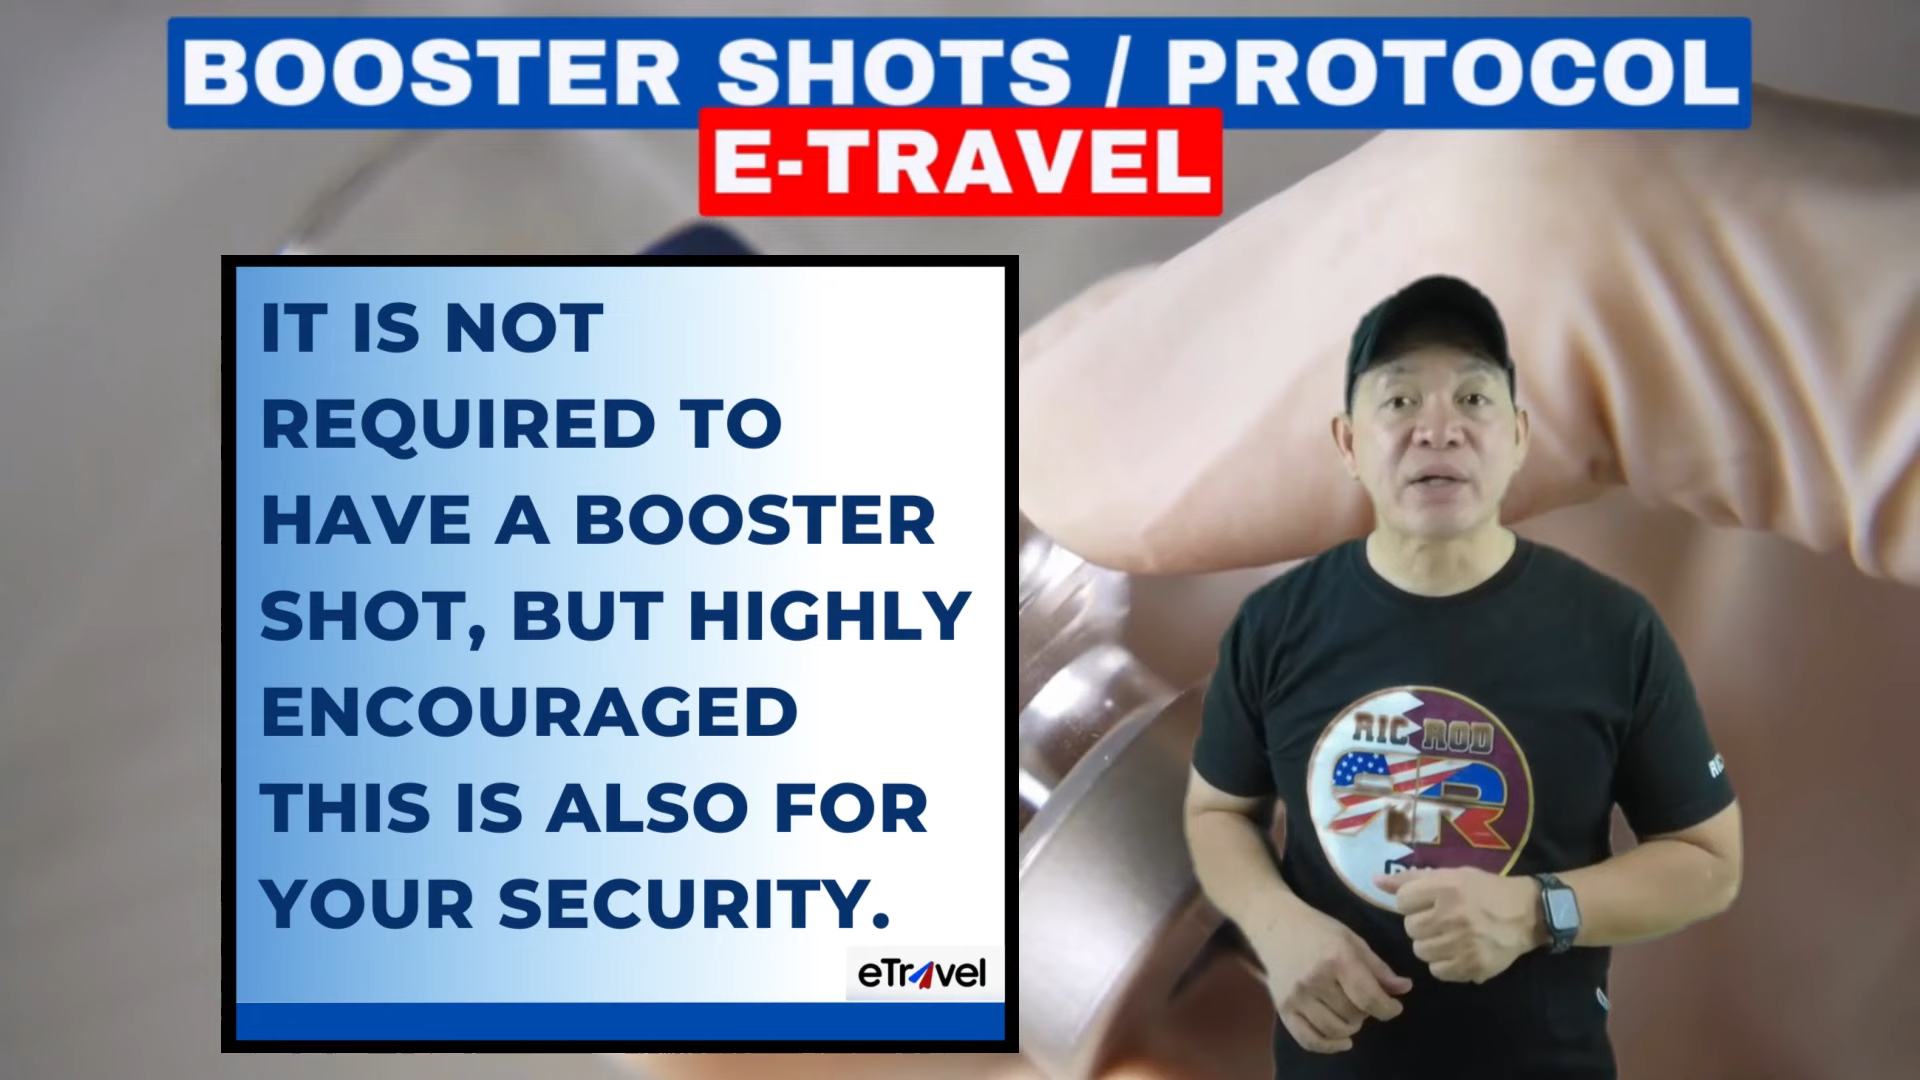 BOOSTER SHOTS / PROTOCOL
E-TRAVEL
IT IS NOT
REQUIRED TO
HAVE A BOOSTER
SHOT, BUT HIGHLY
ENCOURAGED
THIS IS ALSO FOR
YOUR SECURITY.
eTravel
RIC ROD